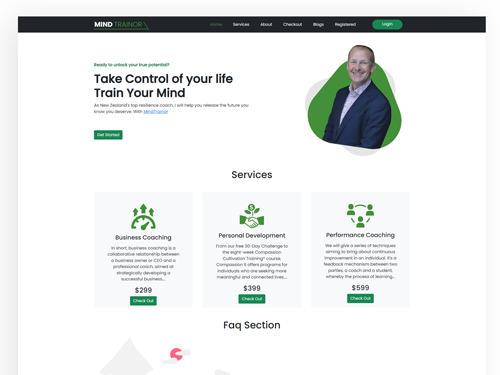 MIND TRAINOR
Home Services About Checkout Blogs Registered Login
Ready to unlock your true potential?
Take Control of your life
Train Your Mind
As New Zealand's top resilience coach, I will help you release the future you
know you deserve. With MindTrainor
Get Started
Services
Business Coaching
In short, business coaching is a
collaborative relationship between
a business owner or CEO and a
professional coach, aimed at
strategically developing a
successful business,...
$299
Check Out
Personal Development
From our free 30 Day Challenge to
the eight-week Compassion
Cultivation Training® course,
Compassion It offers programs for
individuals who are seeking more
meaningful and connected lives,...
$399
Check Out
Performance Coaching
We will give a series of techniques
aiming to bring about continuous
improvement in an individual. It's a
feedback mechanism between two
parties, a coach and a student,
whereby the process of learning...
$599
Check Out
Faq Section